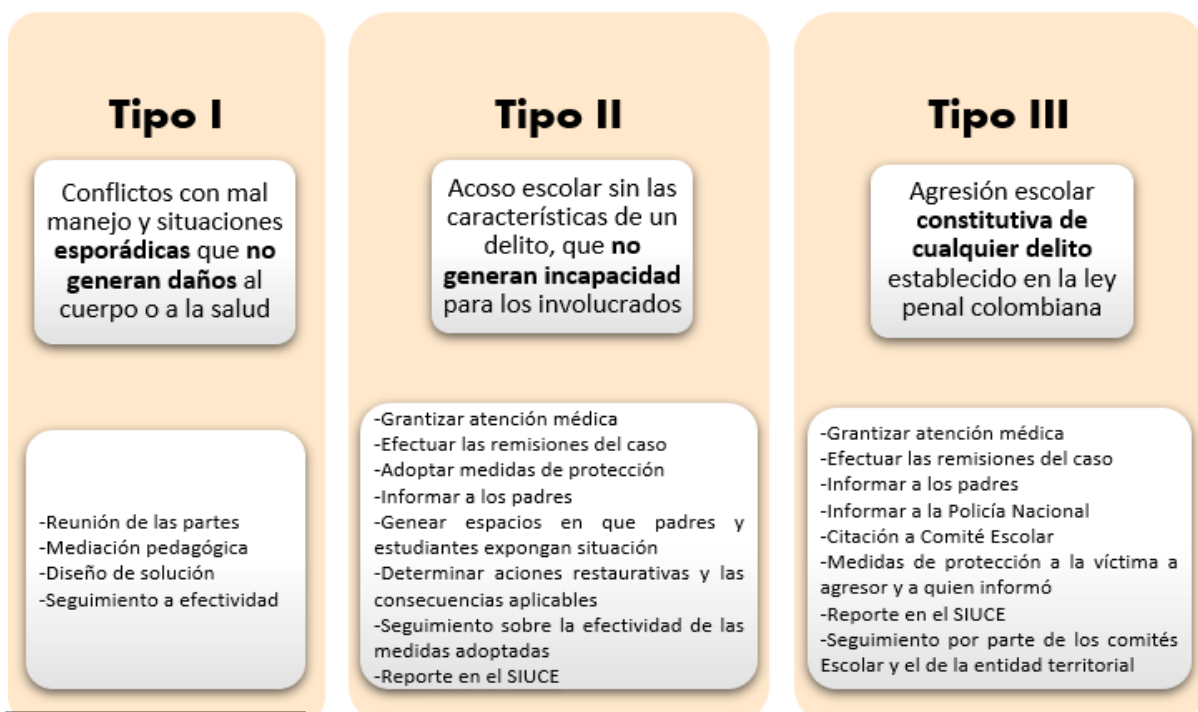 Tipo I
Conflictos con mal
manejo y situaciones
esporádicas que no
generan daños al
cuerpo o a la salud
-Reunión de las partes
-Mediación pedagógica
-Diseño de solución
-Seguimiento a efectividad
Tipo II
Acoso escolar sin las
características de un
delito, que no
generan incapacidad
para los involucrados
-Grantizar atención médica
-Efectuar las remisiones del caso
-Adoptar medidas de protección
-Informar a los padres
-Genear espacios en que padres y
estudiantes expongan situación
-Determinar aciones restaurativas y las
consecuencias aplicables
-Seguimiento sobre la efectividad de las
medidas adoptadas
-Reporte en el SIUCE
Tipo III
Agresión escolar
constitutiva de
cualquier delito
establecido en la ley
penal colombiana
-Grantizar atención médica
-Efectuar las remisiones del caso
-Informar a los padres
-Informar a la Policía Nacional
-Citación a Comité Escolar
-Medidas de protección a la víctima a
agresor y a quien informó
-Reporte en el SIUCE
-Seguimiento por parte de los comités
Escolar y el de la entidad territorial